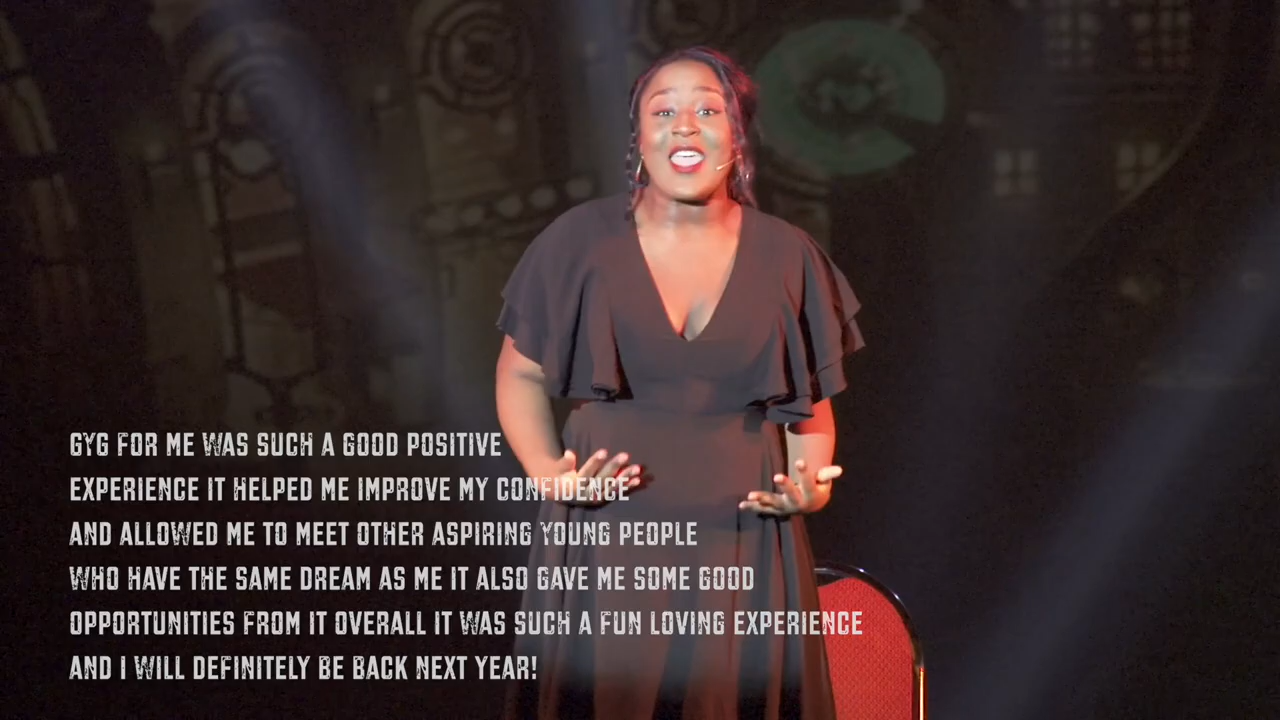 GYG FOR ME WAS SUCH A GOOD POSITIVE
EXPERIENCE IT HELPED ME IMPROVE MY CONFIDENCE
AND ALLOWED ME TO MEET OTHER ASPIRING YOUNG PEOPLE
WHO HAVE THE SAME DREAM AS ME IT ALSO GAVE ME SOME GOOD
OPPORTUNITIES FROM IT OVERALL IT WAS SUCH A FUN LOVING EXPERIENCE
AND I WILL DEFINITELY BE BACK NEXT YEAR!